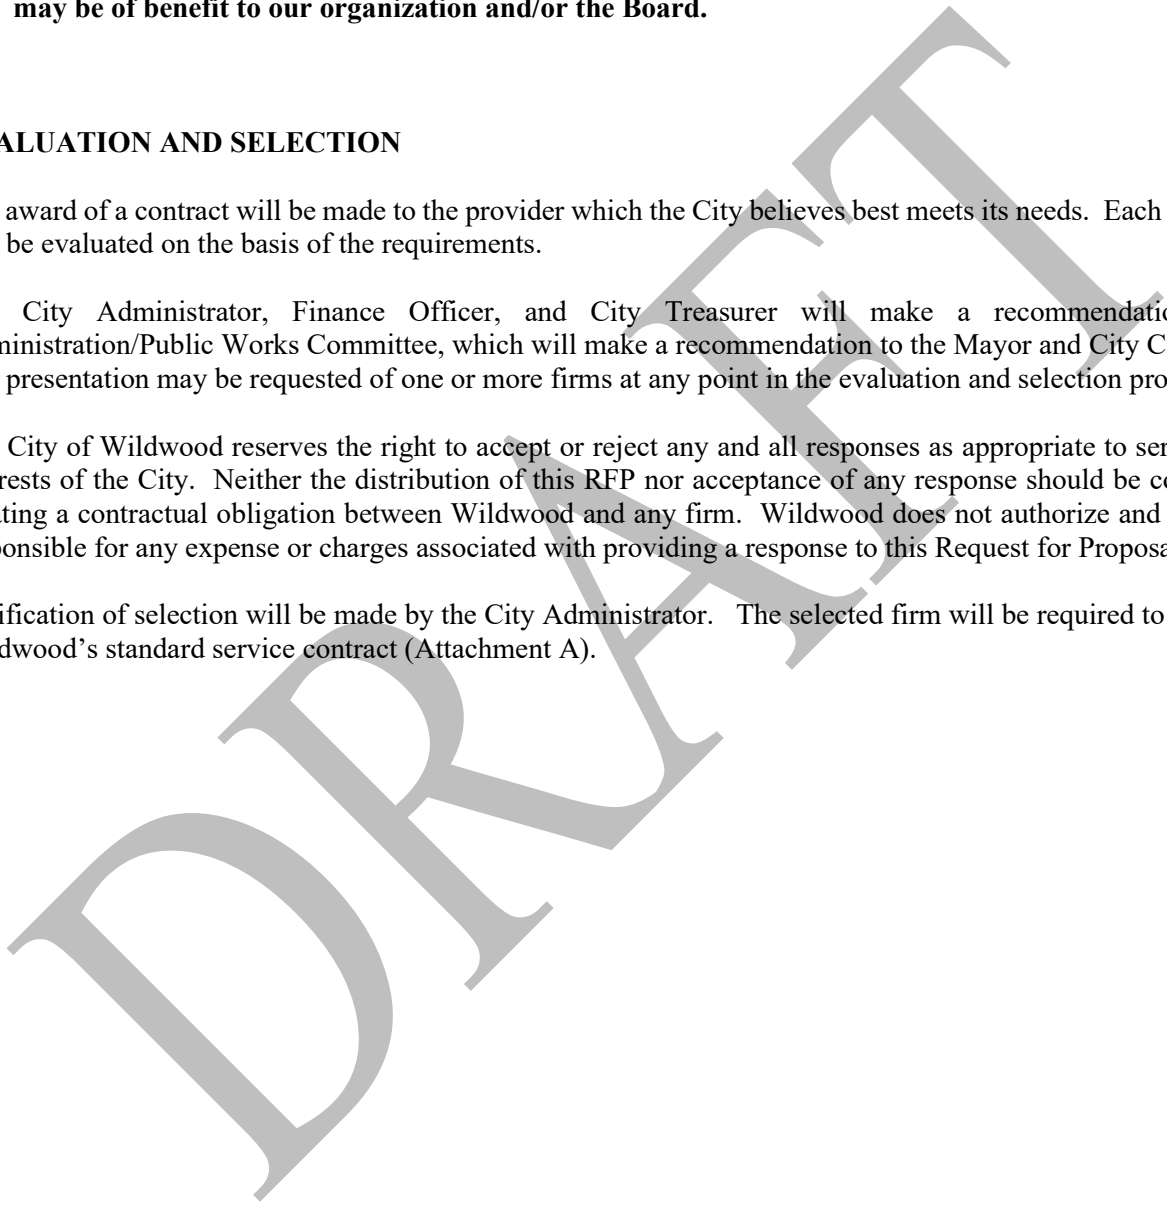 may be of benefit to our organization and/or the Board.
ALUATION AND SELECTION
award of a contract will be made to the provider which the City believes best meets its needs. Each
be evaluated on the basis of the requirements.
City Administrator, Finance Officer, and City Treasurer will make a recommendatio
ministration/Public Works Committee, which will make a recommendation to the Mayor and City C
presentation may be requested of one or more firms at any point in the evaluation and selection pro
City of Wildwood reserves the right to accept or reject any and all responses as appropriate to ser
rests of the City. Neither the distribution of this RFP nor acceptance of any response should be co
ating a contractual obligation between Wildwood and any firm. Wildwood does not authorize and
ponsible for any expense or charges associated with providing a response to this Request for Proposa
ification of selection will be made by the City Administrator. The selected firm will be required to
dwood’s standard service contract (Attachment A).
DRAFT